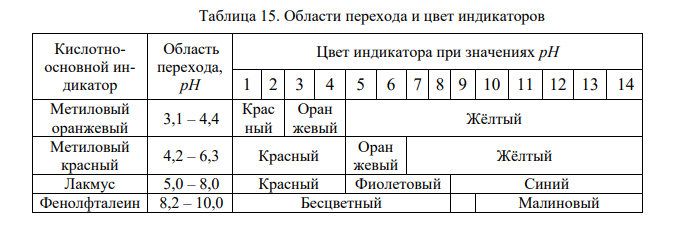 Таблица 15. Области перехода и цвет индикаторов
Кислотно-основной ин-дикатор Область перехода, pH Цвет индикатора при значениях pH
1 2 3 4 5 6 7 8 9 10 11 12 13 14
Метиловый оранжевый 3,1 – 4,4 Крас ный Оран жевый Жёлтый
Метиловый красный 4,2 – 6,3 Красный Оран жевый Жёлтый
Лакмус 5,0 – 8,0 Красный Фиолетовый Синий
Фенолфталеин 8,2 – 10,0 Бесцветный Малиновый